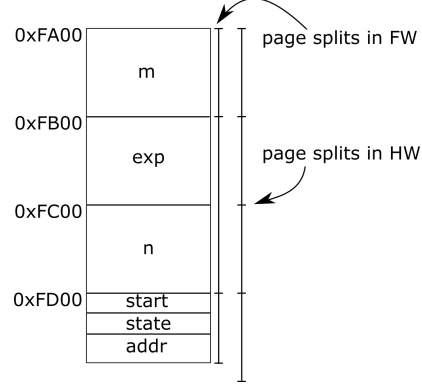 0xFA00
page splits in FW
m
0xFB00
exp
page splits in HW
0xFC00
n
0xFD00
start
state
addr